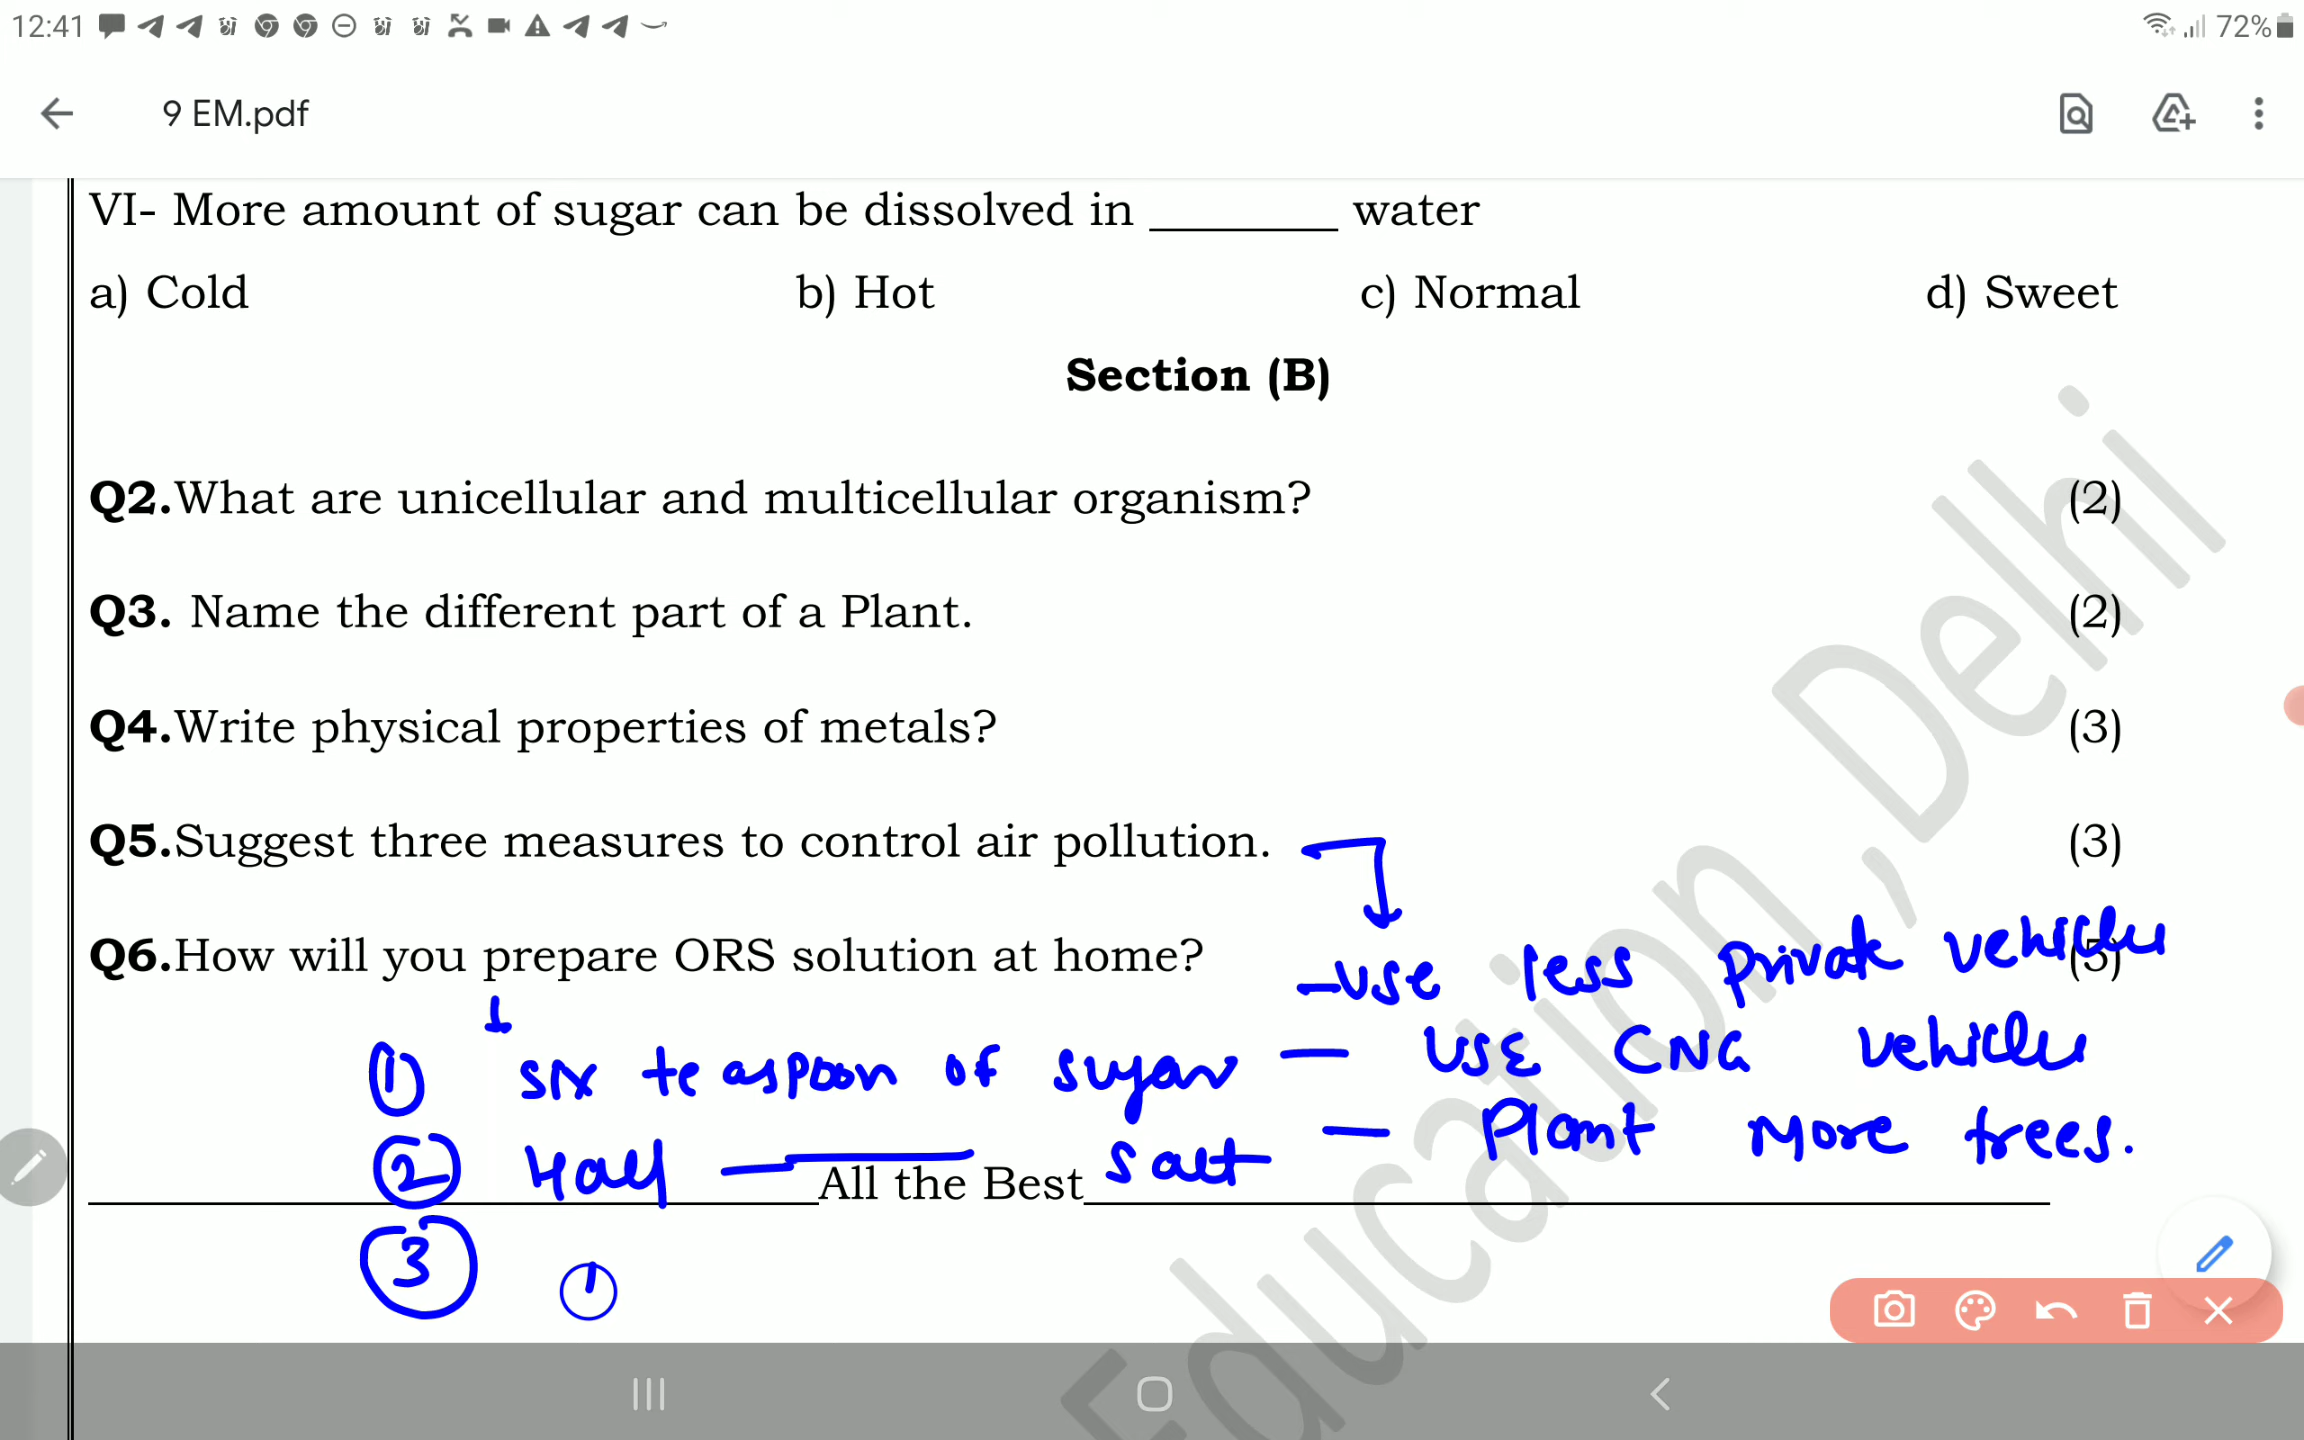 12:41 72%
9 EM.pdf
VI- More amount of sugar can be dissolved in ________ water
a) Cold b) Hot c) Normal d) Sweet
Section (B)
Q2.What are unicellular and multicellular organism? (2)
Q3. Name the different part of a Plant. (2)
Q4.Write physical properties of metals? (3)
Q5.Suggest three measures to control air pollution. (3)
Q6.How will you prepare ORS solution at home? (5)
-use less private vehicles
① six teaspoon of sugar
— USE CNG vehicles
② Half — salt
— Plant More trees.
All the Best
③
Education ,Delhi